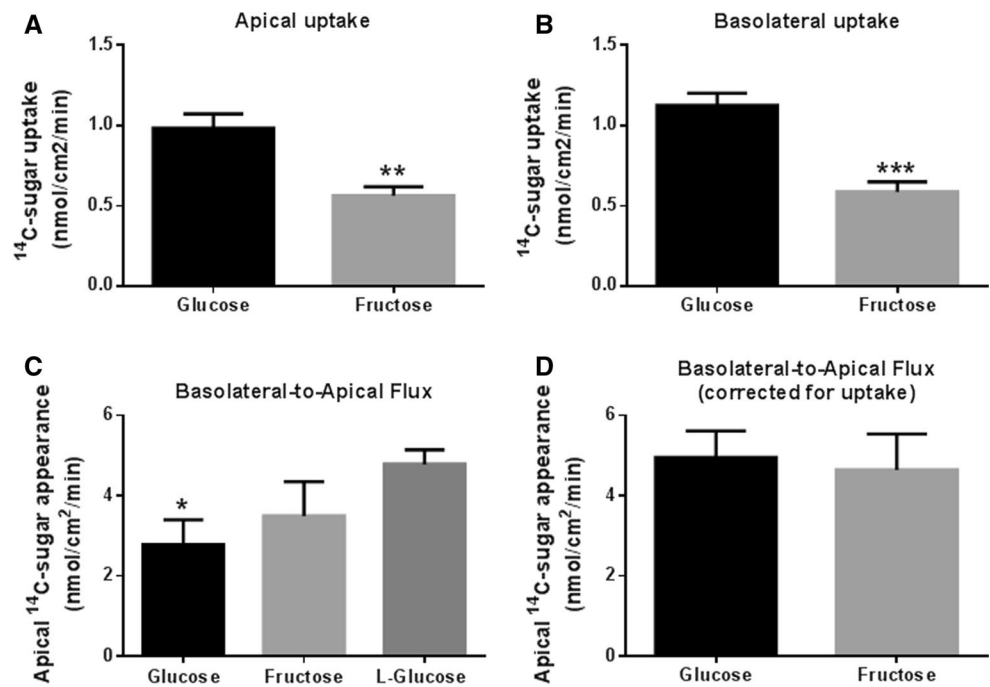 A
Apical uptake
¹⁴C-sugar uptake
(nmol/cm2/min)
1.5
1.0
0.5
0.0
**
Glucose Fructose
B
Basolateral uptake
¹⁴C-sugar uptake
(nmol/cm2/min)
1.5
1.0
0.5
0.0
***
Glucose Fructose
C
Basolateral-to-Apical Flux
Apical ¹⁴C-sugar appearance
(nmol/cm²/min)
6
4
2
0
*
Glucose Fructose L-Glucose
D
Basolateral-to-Apical Flux
(corrected for uptake)
Apical ¹⁴C-sugar appearance
(nmol/cm²/min)
6
4
2
0
Glucose Fructose